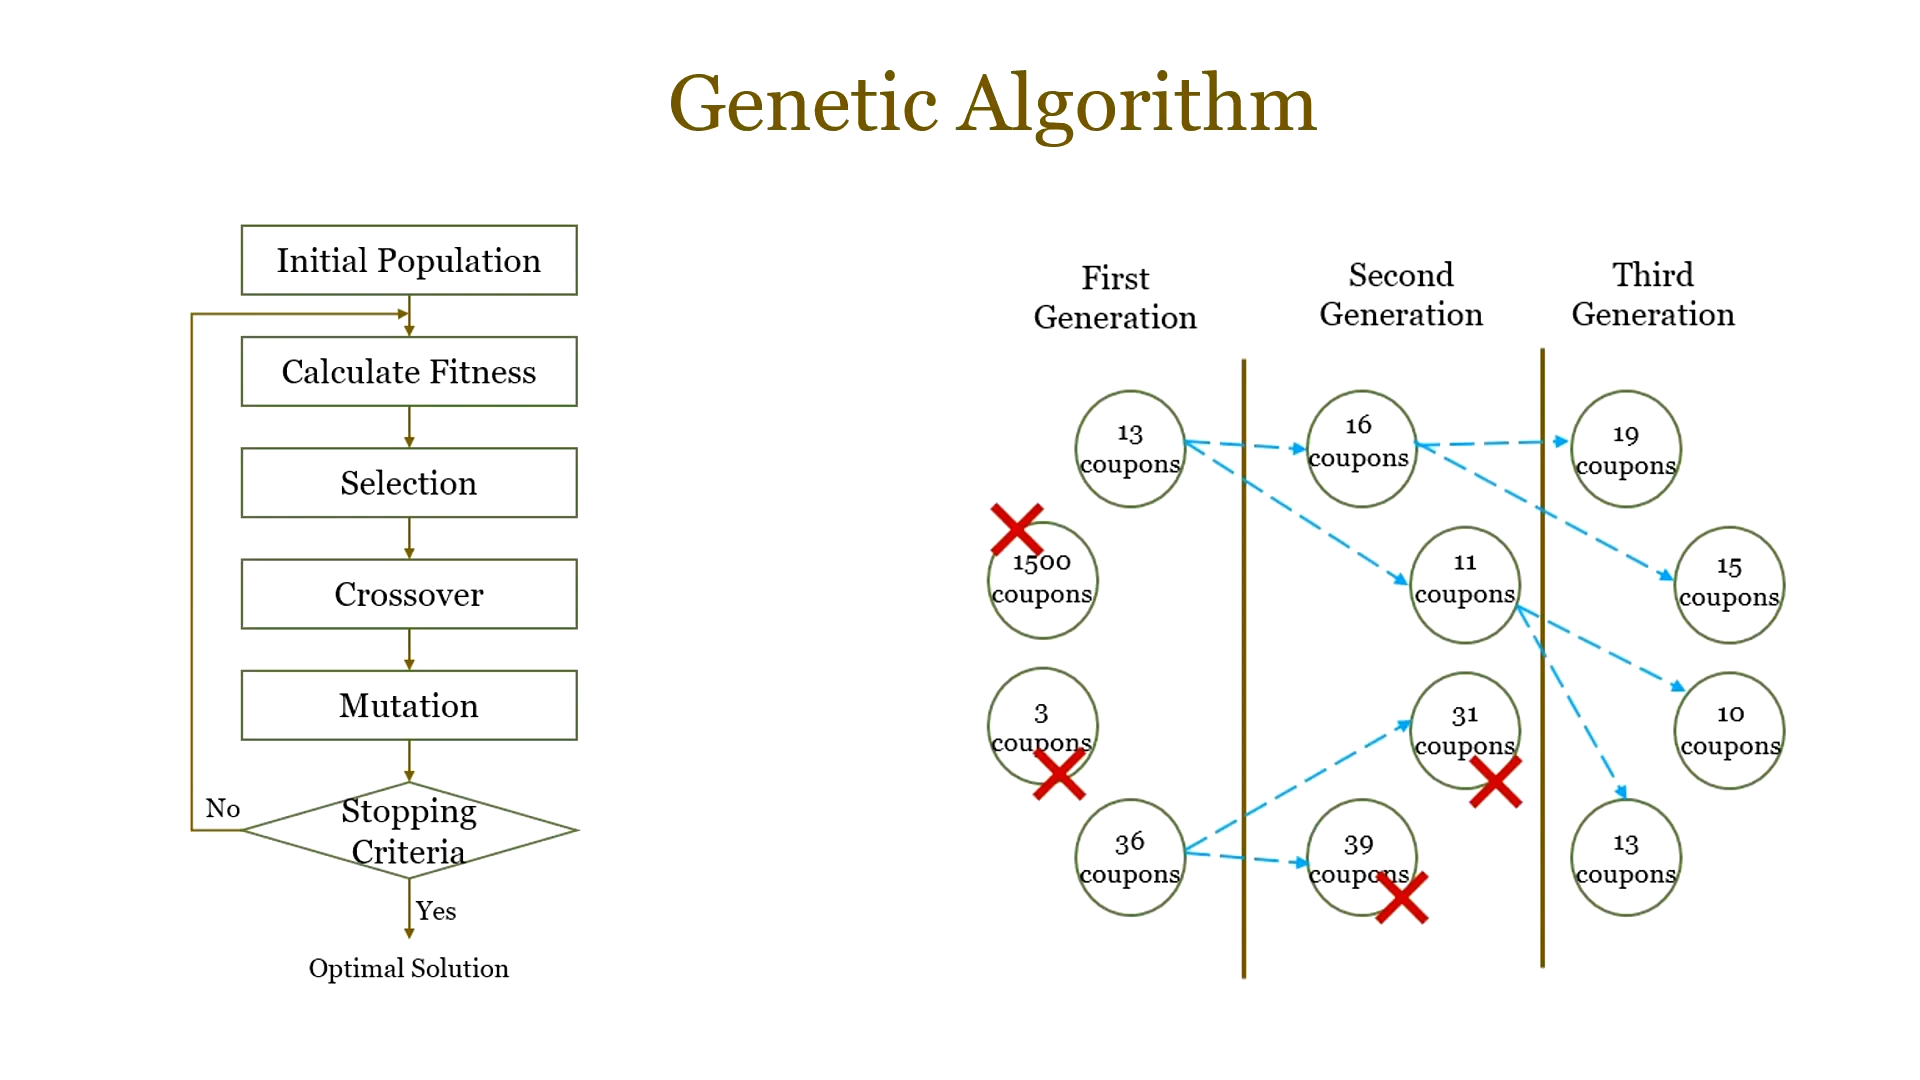 Genetic Algorithm
Initial Population
Calculate Fitness
Selection
Crossover
Mutation
Stopping
Criteria
No
Yes
Optimal Solution
First
Generation
13
coupons
1500
coupons
3
coupons
36
coupons
Second
Generation
16
coupons
11
coupons
31
coupons
39
coupons
Third
Generation
19
coupons
15
coupons
10
coupons
13
coupons